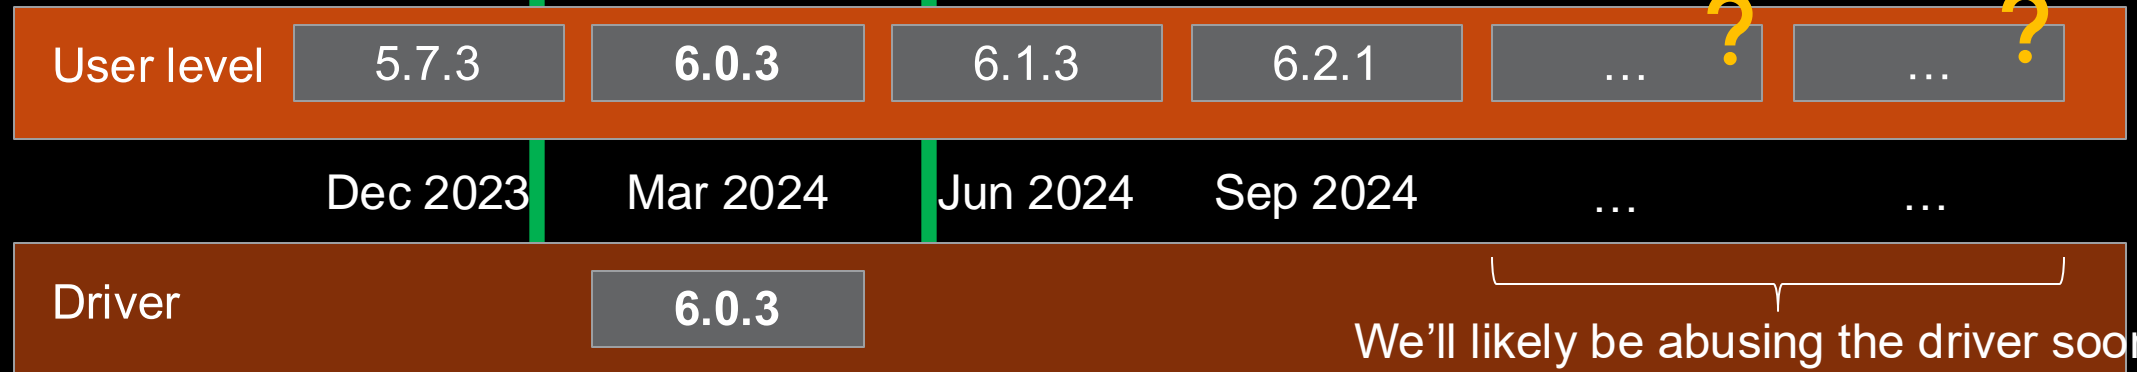 ? ?
User level 5.7.3 6.0.3 6.1.3 6.2.1 ... ...
Dec 2023 Mar 2024 Jun 2024 Sep 2024 ... ...
Driver 6.0.3
We’ll likely be abusing the driver